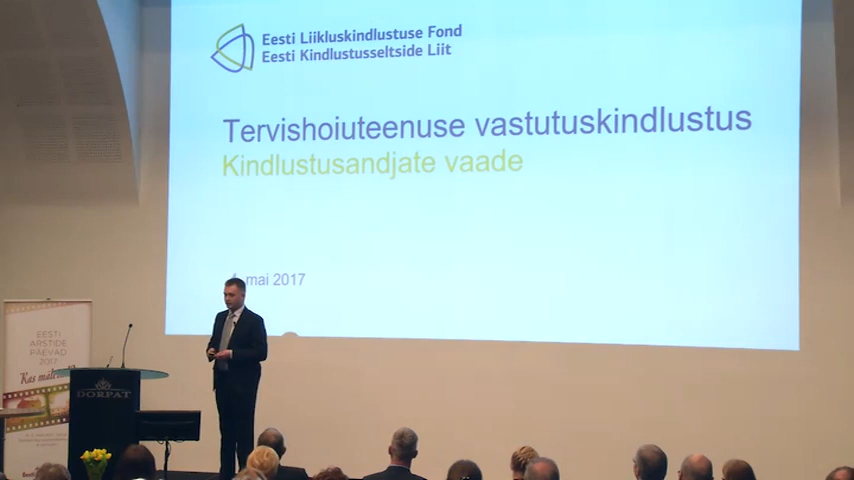 Eesti Liikluskindlustuse Fond
Eesti Kindlustusseltside Liit
Tervishoiuteenuse vastutuskindlustus
Kindlustusandjate vaade
mai 2017
EESTI
ARSTIDE
PÄEVAD
2017
DORPAT